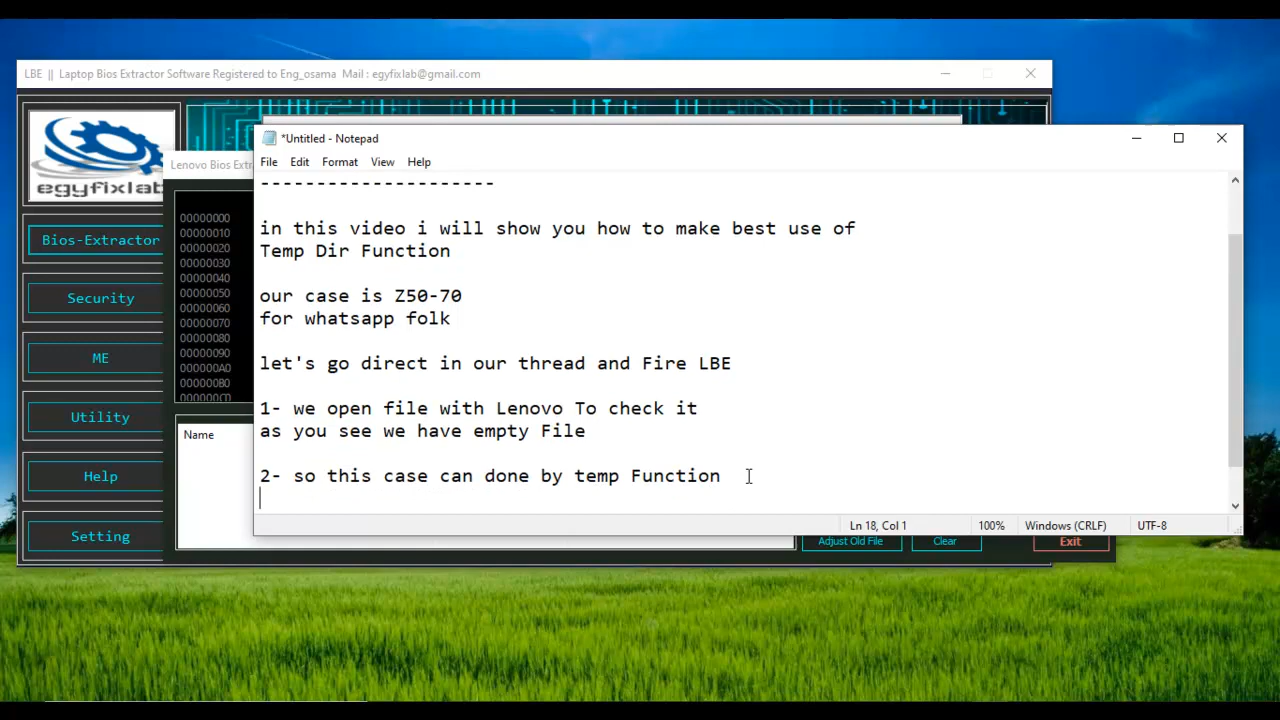 LBE || Laptop Bios Extractor Software Registered to Eng_osama Mail : egyfixlab@gmail.com
egyfixlab
Bios-Extractor
Security
ME
Utility
Help
Setting
Lenovo Bios
00000000
00000010
00000020
00000030
00000040
00000050
00000060
00000070
00000080
00000090
000000A0
000000B0
Name
*Untitled - Notepad
File Edit Format View Help
---------------------
in this video i will show you how to make best use of
Temp Dir Function
our case is Z50-70
for whatsapp folk
let's go direct in our thread and Fire LBE
1- we open file with Lenovo To check it
as you see we have empty File
2- so this case can done by temp Function
Ln 18, Col 1 100% Windows (CRLF) UTF-8
Adjust Old File Clear Exit